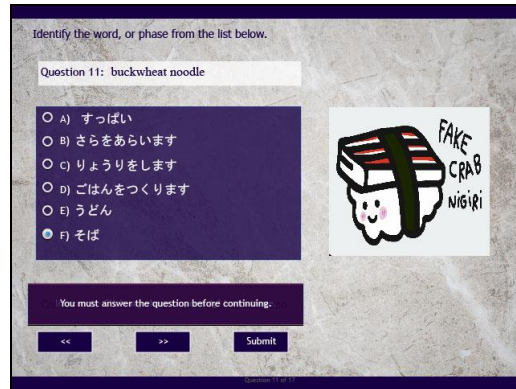 Identify the word, or phase from the list below.
Question 11: buckwheat noodle
A) すっぱい
B) さらをあらいます
C) りょうりをします
D) ごはんをつくります
E) うどん
F) そば
FAKE
CRAB
NiGiRi
You must answer the question before continuing.
<< >> Submit
Question 11 of 17